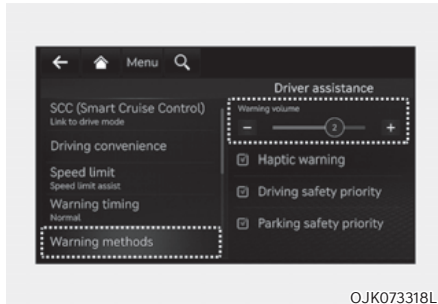 Menu
Driver assistance
SCC (Smart Cruise Control)
Link to drive mode
Driving convenience
Speed limit
Speed limit assist
Warning timing
Normal
Warning methods
Warning volume
− 2 +
Haptic warning
Driving safety priority
Parking safety priority
OJK073318L